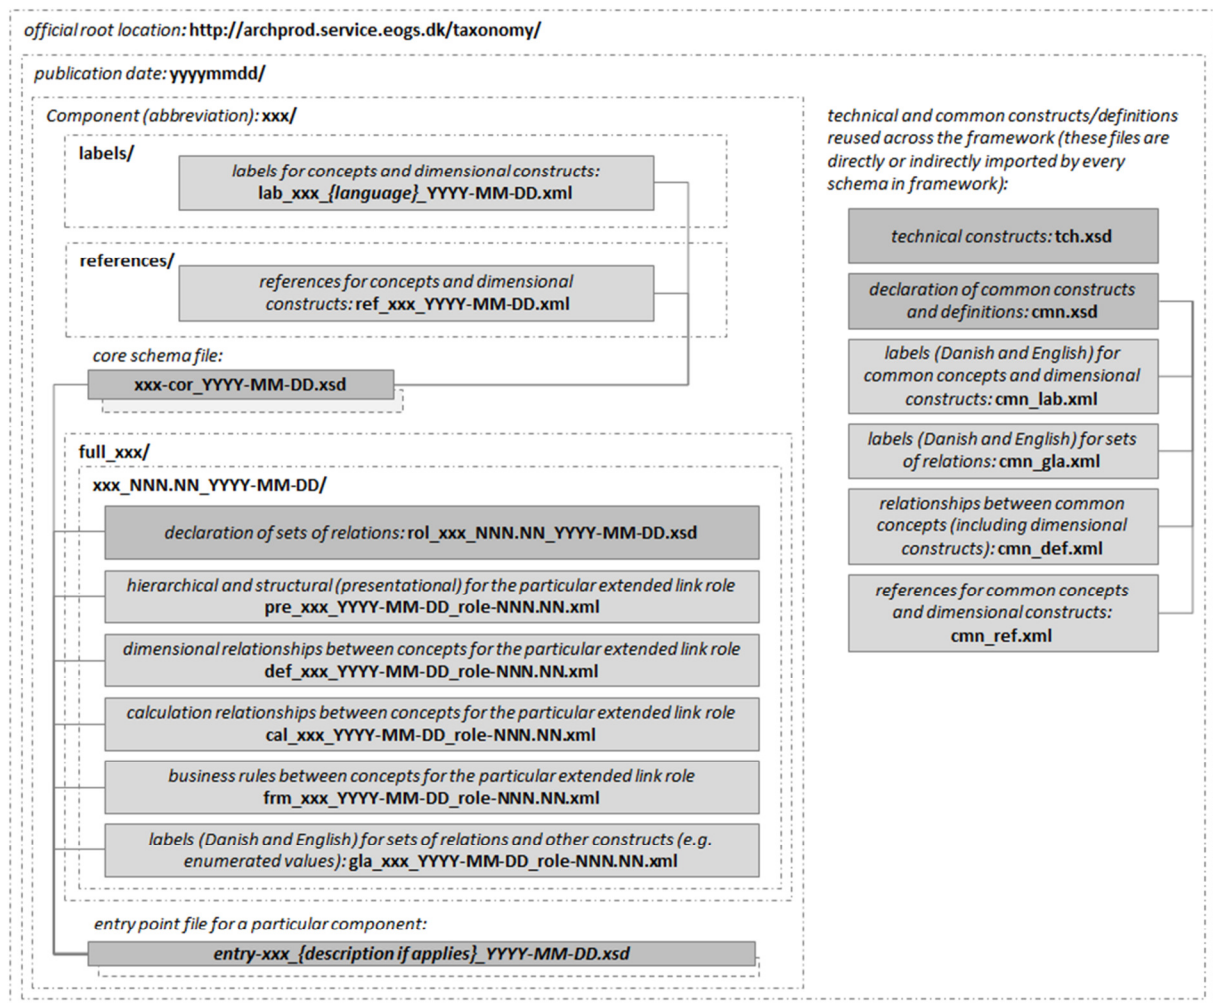 official root location: http://archprod.service.eogs.dk/taxonomy/
publication date: yyyymmdd/
Component (abbreviation): xxx/
labels/
labels for concepts and dimensional constructs:
lab_xxx_{language}_YYYY-MM-DD.xml
references/
references for concepts and dimensional
constructs: ref_xxx_YYYY-MM-DD.xml
core schema file:
xxx-cor_YYYY-MM-DD.xsd
full_xxx/
xxx_NNN.NN_YYYY-MM-DD/
declaration of sets of relations: rol_xxx_NNN.NN_YYYY-MM-DD.xsd
hierarchical and structural (presentational) for the particular extended link role
pre_xxx_YYYY-MM-DD_role-NNN.NN.xml
dimensional relationships between concepts for the particular extended link role
def_xxx_YYYY-MM-DD_role-NNN.NN.xml
calculation relationships between concepts for the particular extended link role
cal_xxx_YYYY-MM-DD_role-NNN.NN.xml
business rules between concepts for the particular extended link role
frm_xxx_YYYY-MM-DD_role-NNN.NN.xml
labels (Danish and English) for sets of relations and other constructs (e.g.
enumerated values): gla_xxx_YYYY-MM-DD_role-NNN.NN.xml
entry point file for a particular component:
entry-xxx_{description if applies}_YYYY-MM-DD.xsd
technical and common constructs/definitions
reused across the framework (these files are
directly or indirectly imported by every
schema in framework):
technical constructs: tch.xsd
declaration of common constructs
and definitions: cmn.xsd
labels (Danish and English) for
common concepts and dimensional
constructs: cmn_lab.xml
labels (Danish and English) for sets
of relations: cmn_gla.xml
relationships between common
concepts (including dimensional
constructs): cmn_def.xml
references for common concepts
and dimensional constructs:
cmn_ref.xml